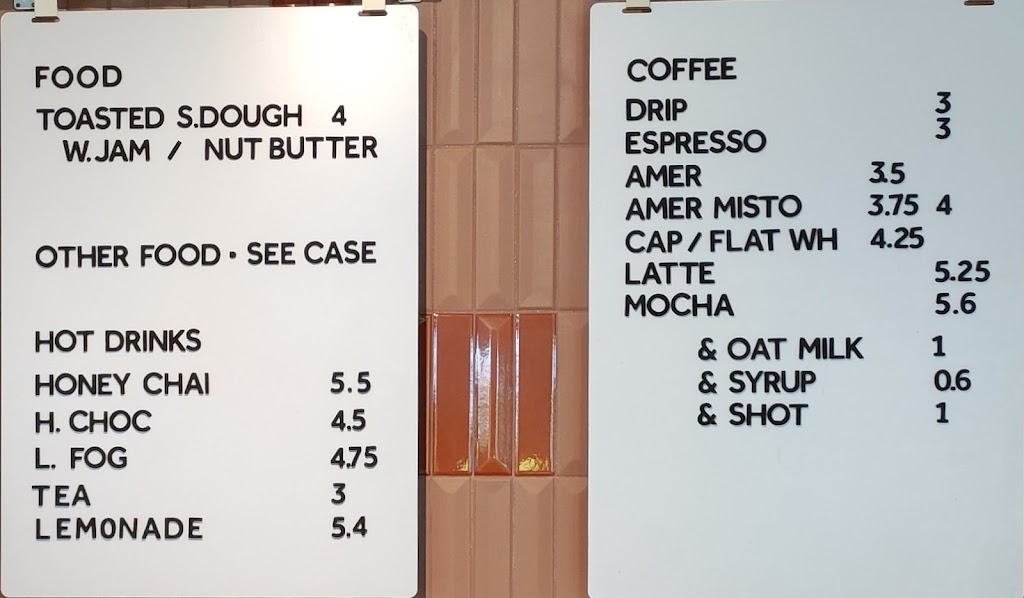 FOOD
TOASTED S.DOUGH 4
W.JAM / NUT BUTTER
OTHER FOOD · SEE CASE
HOT DRINKS
HONEY CHAI 5.5
H. CHOC 4.5
L. FOG 4.75
TEA 3
LEMONADE 5.4
COFFEE
DRIP 3
ESPRESSO 3
AMER 3.5
AMER MISTO 3.75 4
CAP / FLAT WH 4.25
LATTE 5.25
MOCHA 5.6
& OAT MILK 1
& SYRUP 0.6
& SHOT 1